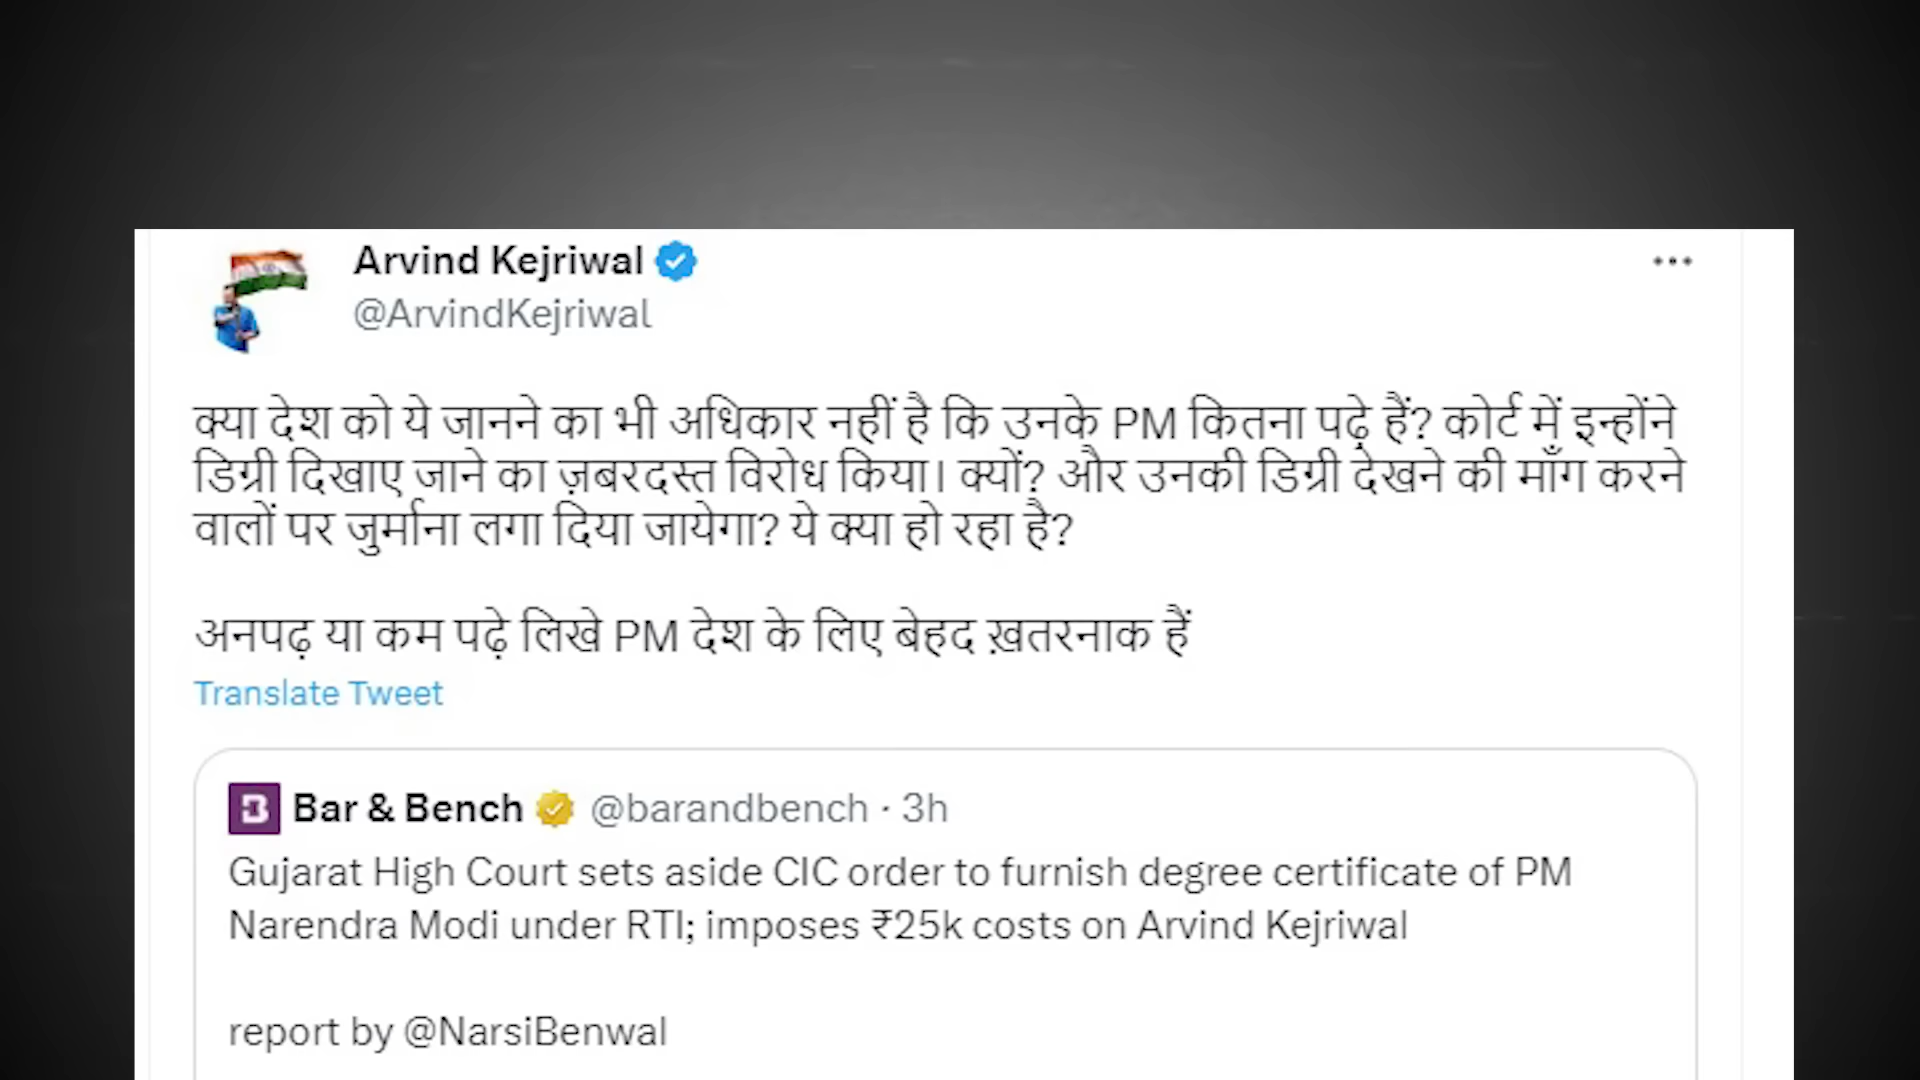 Arvind Kejriwal
@ArvindKejriwal
क्या देश को ये जानने का भी अधिकार नहीं है कि उनके PM कितना पढ़े हैं? कोर्ट में इन्होंने
डिग्री दिखाए जाने का ज़बरदस्त विरोध किया। क्यों? और उनकी डिग्री देखने की माँग करने
वालों पर जुर्माना लगा दिया जायेगा? ये क्या हो रहा है?
अनपढ़ या कम पढ़े लिखे PM देश के लिए बेहद ख़तरनाक हैं
Translate Tweet
B Bar & Bench @barandbench · 3h
Gujarat High Court sets aside CIC order to furnish degree certificate of PM
Narendra Modi under RTI; imposes ₹25k costs on Arvind Kejriwal
report by @NarsiBenwal